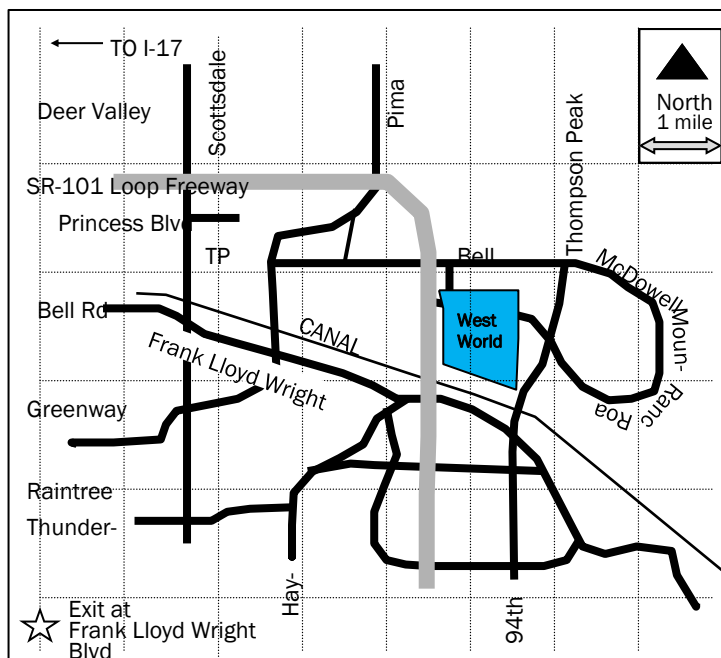 TO I-17
North
1 mile
Deer Valley
Scottsdale
Pima
Thompson Peak
SR-101 Loop Freeway
Princess Blvd
TP
Bell
McDowell
Moun-
Ranc
Roa
Bell Rd
CANAL
West
World
Frank Lloyd Wright
Greenway
Raintree
Thunder-
Hay-
94th
Exit at
Frank Lloyd Wright
Blvd